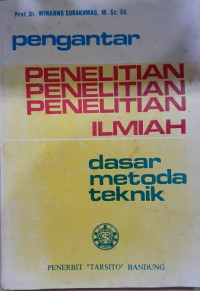 Prof. Dr. WINARNO SURAKHMAD, M. Sc. Ed.
pengantar
PENELITIAN
PENELITIAN
PENELITIAN
ILMIAH
dasar
metoda
teknik
PENERBIT "TARSITO" BANDUNG